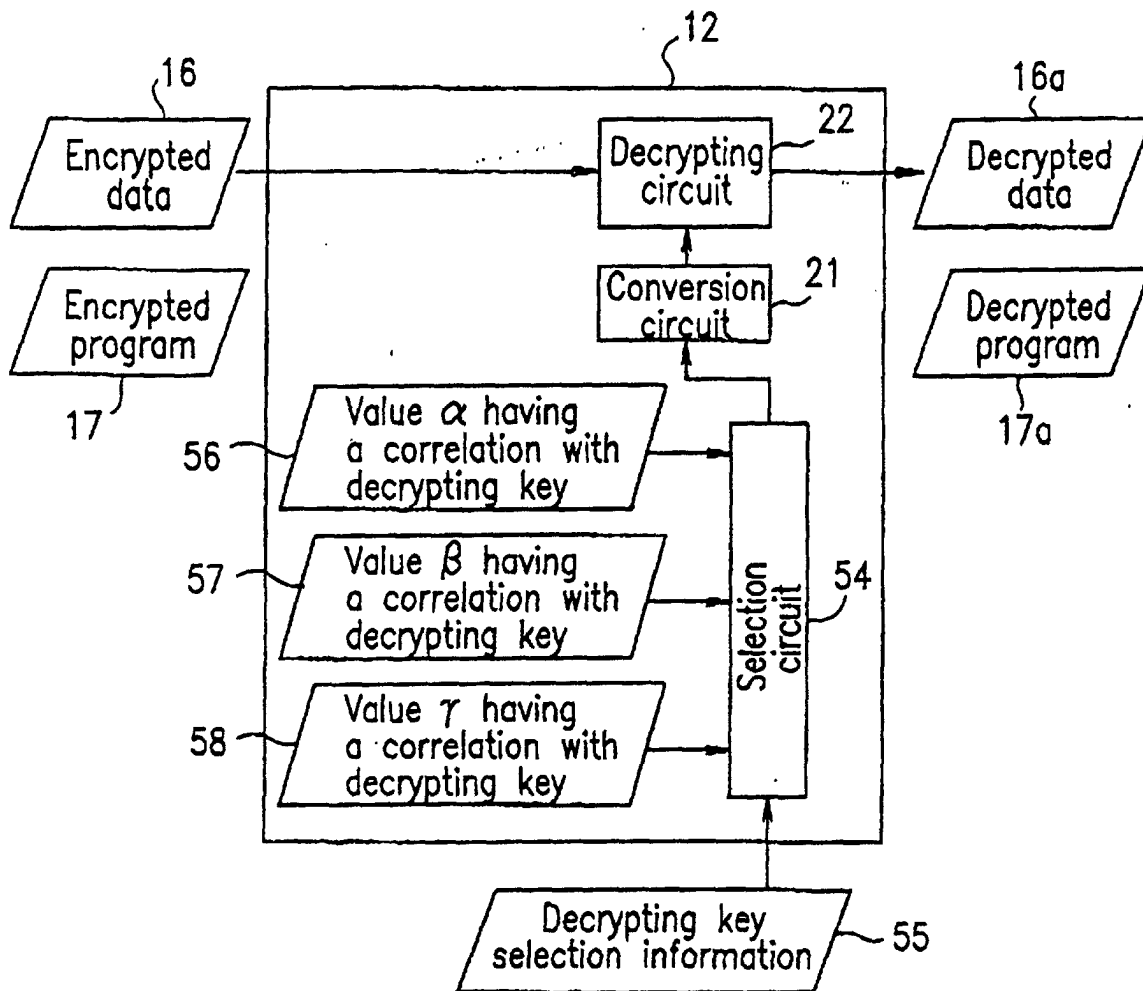 12
16
16a
Encrypted
data
22
Decrypting
circuit
Decrypted
data
Encrypted
program
17
Conversion
circuit
21
Decrypted
program
17a
56
Value α having
a correlation with
decrypting key
57
Value β having
a correlation with
decrypting key
58
Value γ having
a correlation with
decrypting key
Selection
circuit
54
Decrypting key
selection information
55